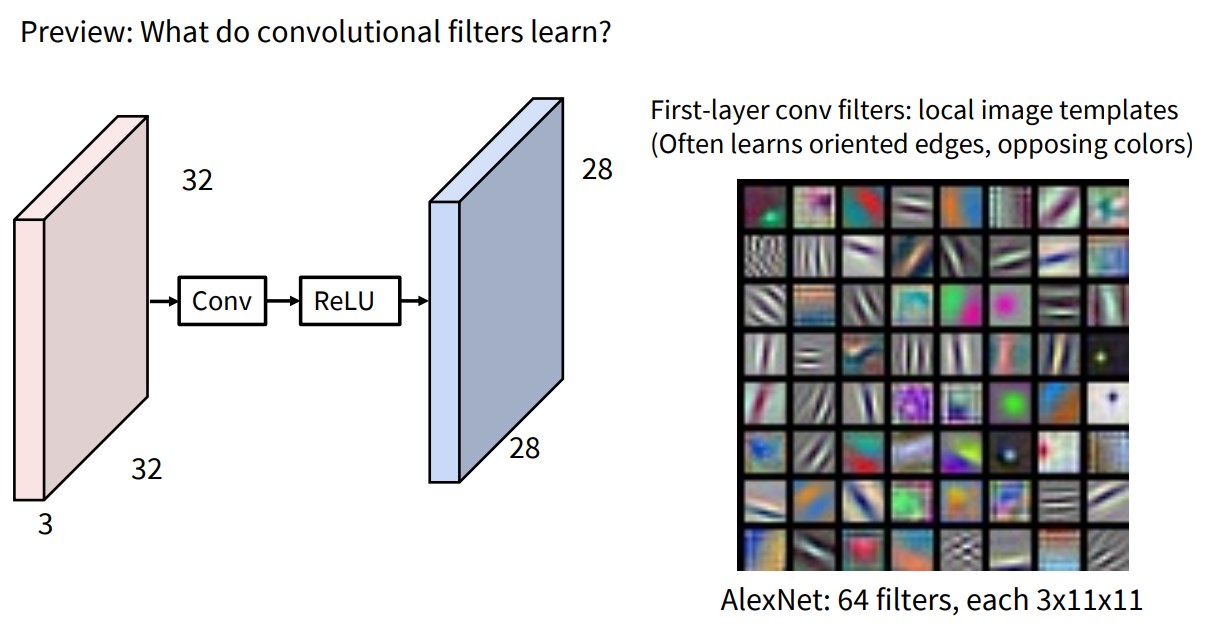 Preview: What do convolutional filters learn?
32
32
3
Conv
ReLU
28
28
First-layer conv filters: local image templates
(Often learns oriented edges, opposing colors)
AlexNet: 64 filters, each 3x11x11